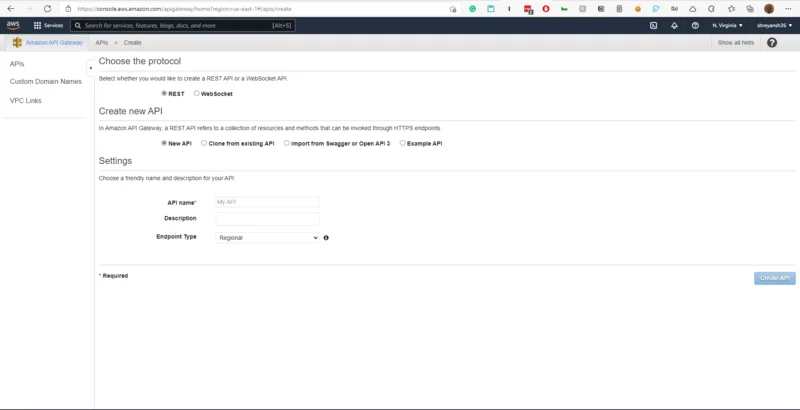 https://console.aws.amazon.com/apigateway/home?region=us-east-1#/apis/create
aws Services Search for services, features, blogs, docs, and more [Alt+S] N. Virginia shreyansh26
Amazon API Gateway APIs > Create Show all hints ?
APIs
Custom Domain Names
VPC Links
Choose the protocol
Select whether you would like to create a REST API or a WebSocket API.
REST WebSocket
Create new API
In Amazon API Gateway, a REST API refers to a collection of resources and methods that can be invoked through HTTPS endpoints.
New API Clone from existing API Import from Swagger or Open API 3 Example API
Settings
Choose a friendly name and description for your API.
API name* My API
Description
Endpoint Type Regional
* Required Create API